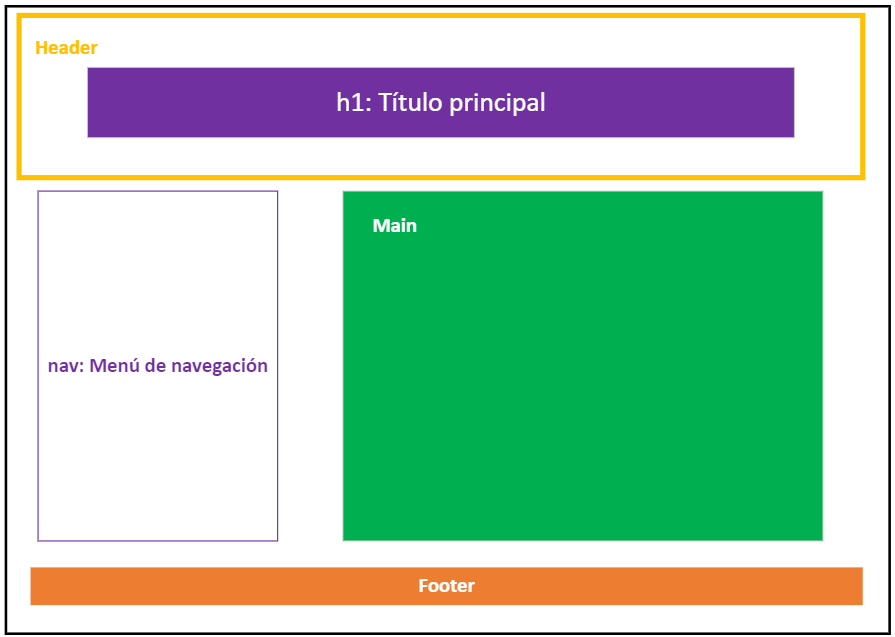 Header
h1: Título principal
Main
nav: Menú de navegación
Footer